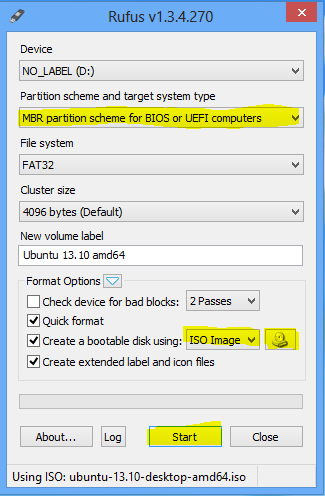 Rufus v1.3.4.270
Device
NO_LABEL (D:)
Partition scheme and target system type
MBR partition scheme for BIOS or UEFI computers
File system
FAT32
Cluster size
4096 bytes (Default)
New volume label
Ubuntu 13.10 amd64
Format Options
Check device for bad blocks: 2 Passes
Quick format
Create a bootable disk using: ISO Image
Create extended label and icon files
About... Log Start Close
Using ISO: ubuntu-13.10-desktop-amd64.iso